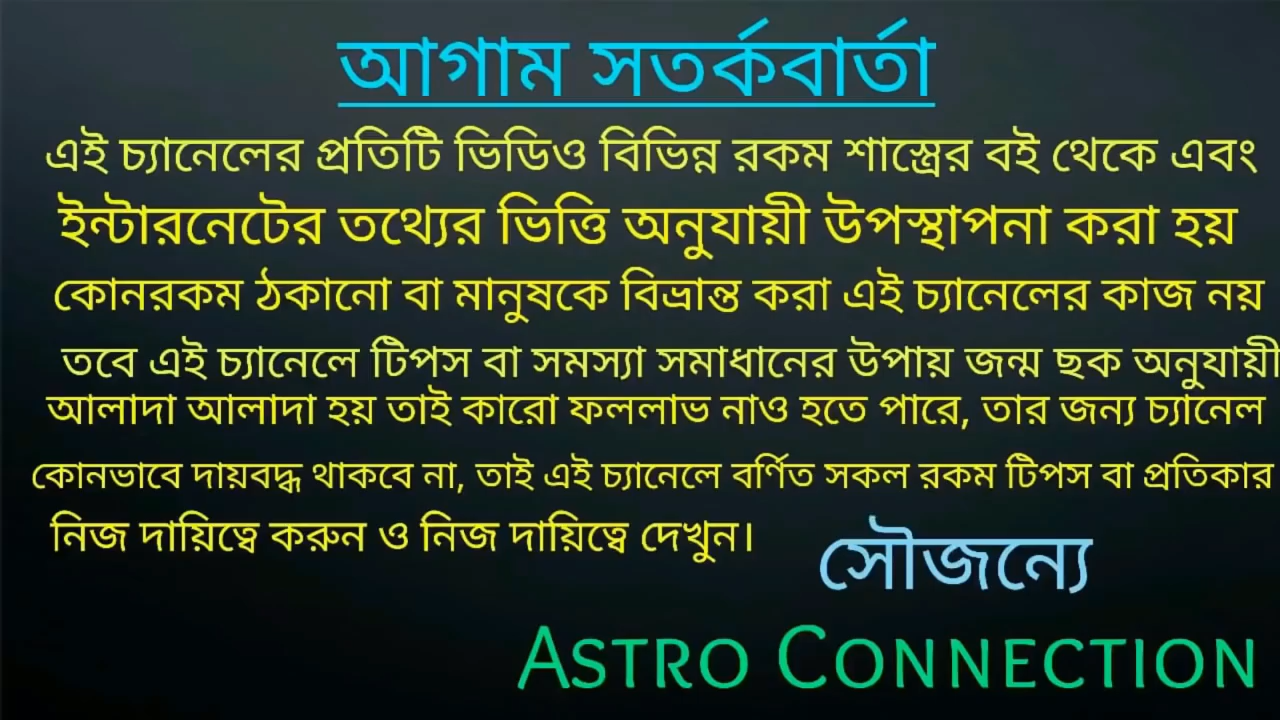 আগাম সতর্কবার্তা
এই চ্যানেলের প্রতিটি ভিডিও বিভিন্ন রকম শাস্ত্রের বই থেকে এবং
ইন্টারনেটের তথ্যের ভিত্তি অনুযায়ী উপস্থাপনা করা হয়
কোনরকম ঠকানো বা মানুষকে বিভ্রান্ত করা এই চ্যানেলের কাজ নয়
তবে এই চ্যানেলে টিপস বা সমস্যা সমাধানের উপায় জন্ম ছক অনুযায়ী
আলাদা আলাদা হয় তাই কারো ফললাভ নাও হতে পারে, তার জন্য চ্যানেল
কোনভাবে দায়বদ্ধ থাকবে না, তাই এই চ্যানেলে বর্ণিত সকল রকম টিপস বা প্রতিকার
নিজ দায়িত্বে করুন ও নিজ দায়িত্বে দেখুন।
সৌজন্যে
ASTRO CONNECTION